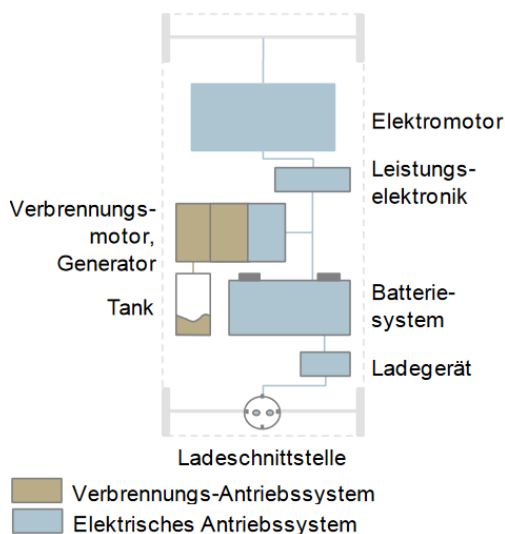 Elektromotor
Leistungs-
elektronik
Verbrennungs-
motor,
Generator
Tank
Batterie-
system
Ladegerät
Ladeschnittstelle
Verbrennungs-Antriebssystem
Elektrisches Antriebssystem